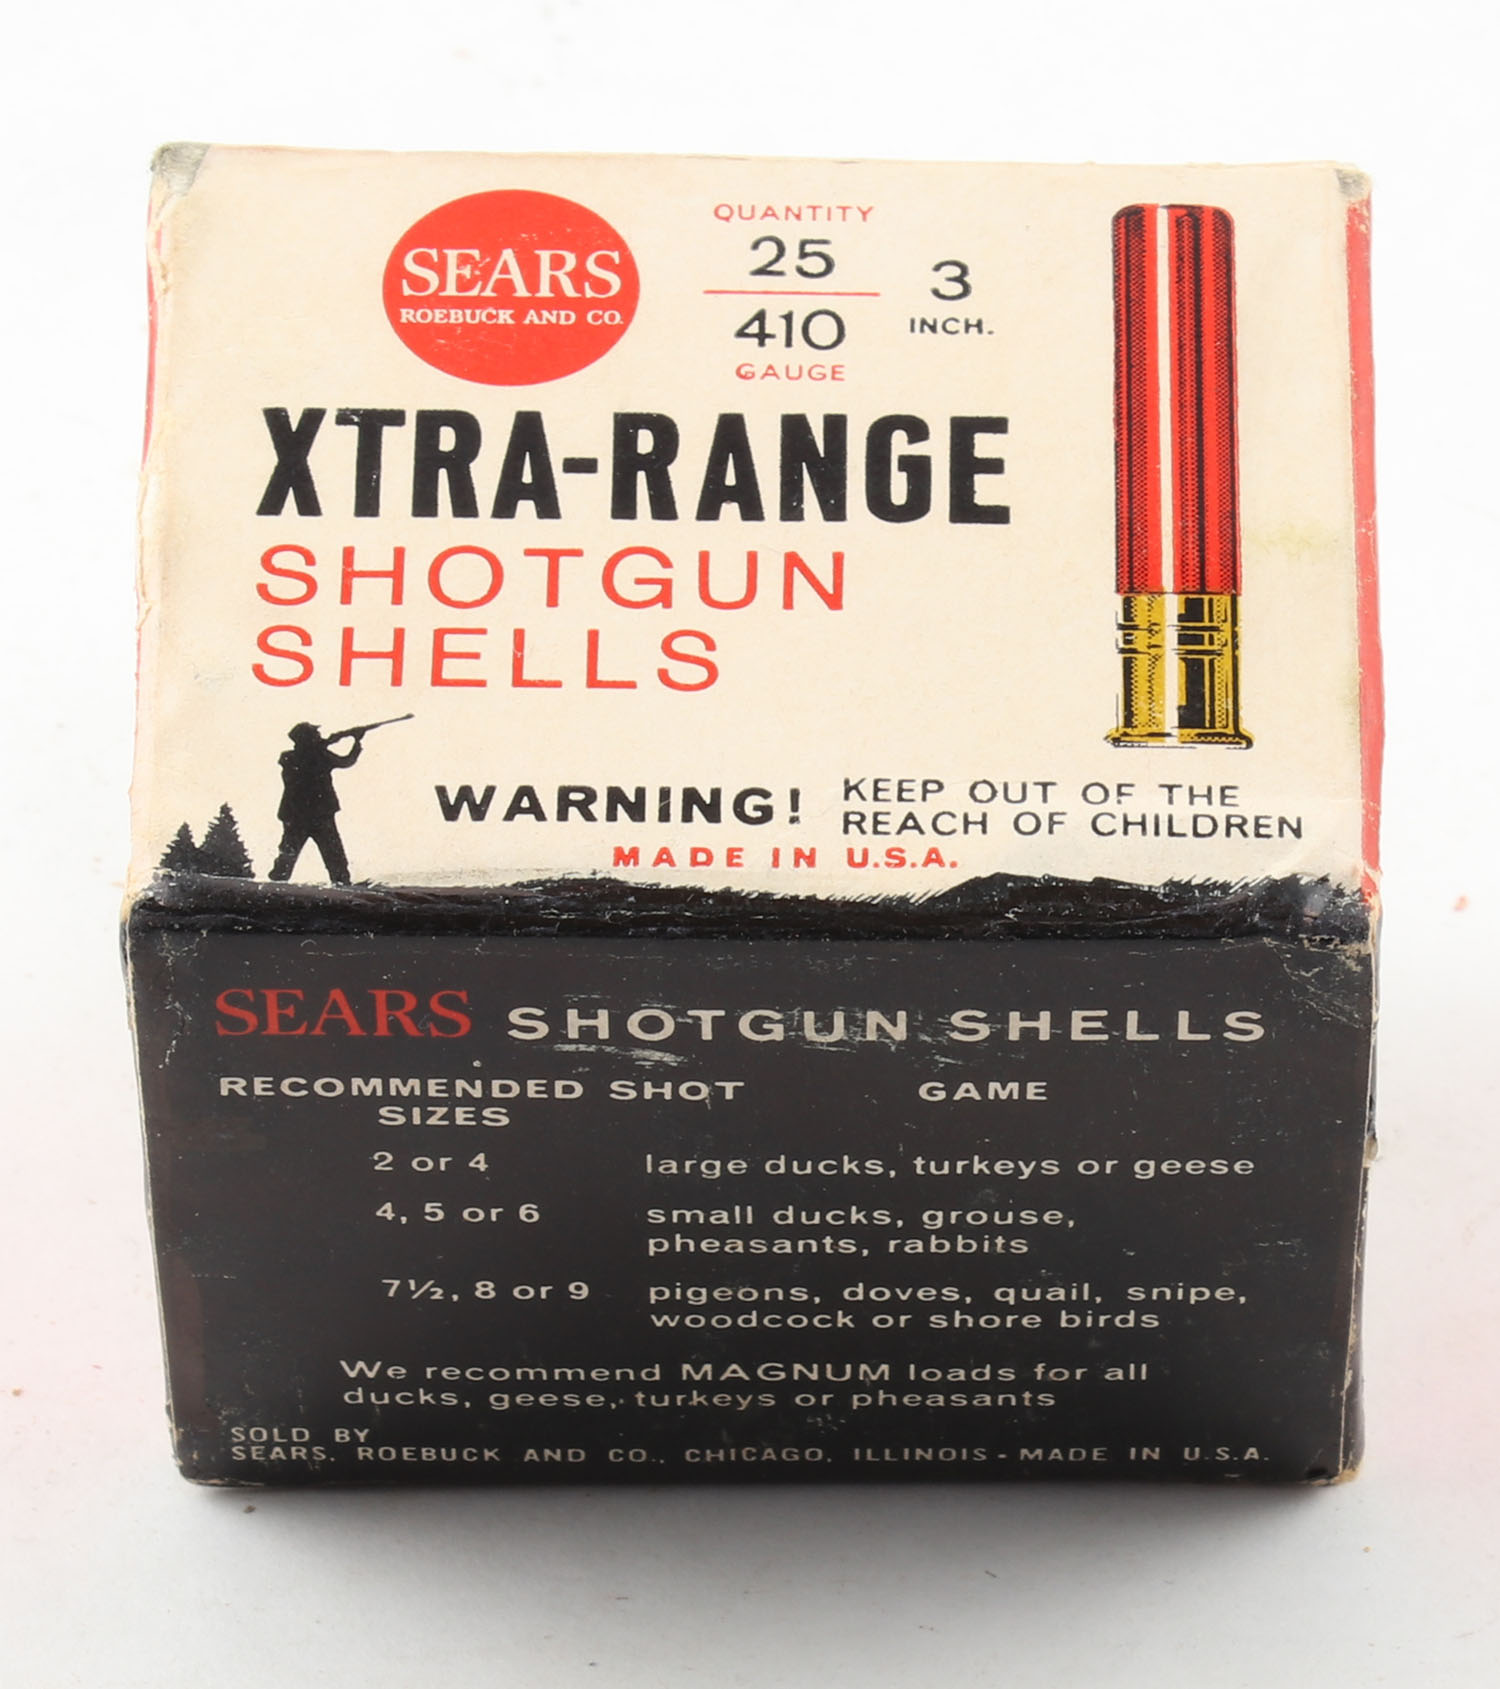 SEARS
ROEBUCK AND CO.
QUANTITY
25
410
GAUGE
3
INCH.
XTRA-RANGE
SHOTGUN
SHELLS
WARNING! KEEP OUT OF THE
REACH OF CHILDREN
MADE IN U.S.A.
SEARS SHOTGUN SHELLS
RECOMMENDED SHOT GAME
SIZES
2 or 4 large ducks, turkeys or geese
4, 5 or 6 small ducks, grouse,
pheasants, rabbits
7½, 8 or 9 pigeons, doves, quail, snipe,
woodcock or shore birds
We recommend MAGNUM loads for all
ducks, geese, turkeys or pheasants
SOLD BY
SEARS, ROEBUCK AND CO., CHICAGO, ILLINOIS - MADE IN U.S.A.